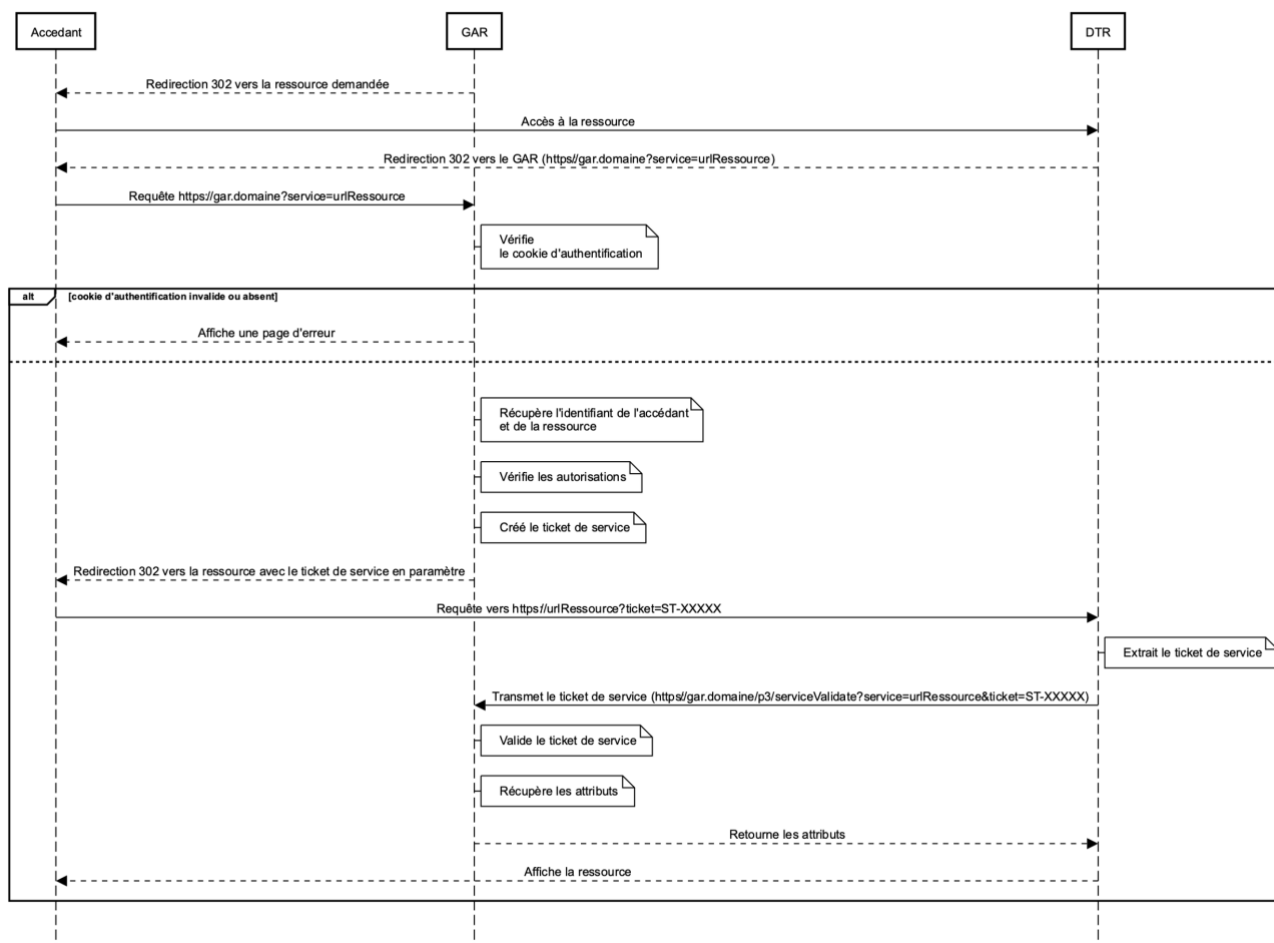 Accedant
GAR
DTR
Redirection 302 vers la ressource demandée
Accès à la ressource
Redirection 302 vers le GAR (https//gar.domaine?service=urlRessource)
Requête https://gar.domaine?service=urlRessource
Vérifie
le cookie d'authentification
alt
[cookie d'authentification invalide ou absent]
Affiche une page d'erreur
Récupère l'identifiant de l'accédant
et de la ressource
Vérifie les autorisations
Créé le ticket de service
Redirection 302 vers la ressource avec le ticket de service en paramètre
Requête vers https://urlRessource?ticket=ST-XXXXX
Extrait le ticket de service
Transmet le ticket de service (https//gar.domaine/p3/serviceValidate?service=urlRessource&ticket=ST-XXXXX)
Valide le ticket de service
Récupère les attributs
Retourne les attributs
Affiche la ressource